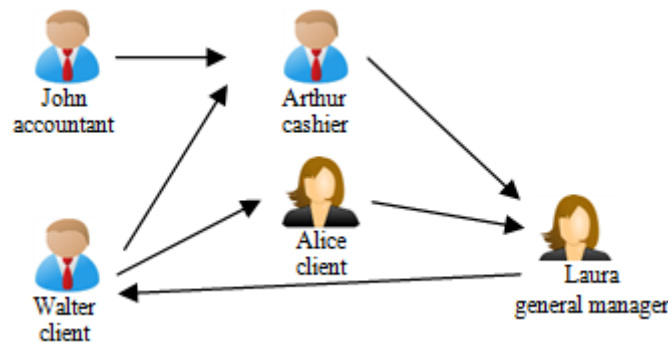 John
accountant
Arthur
cashier
Alice
client
Walter
client
Laura
general manager